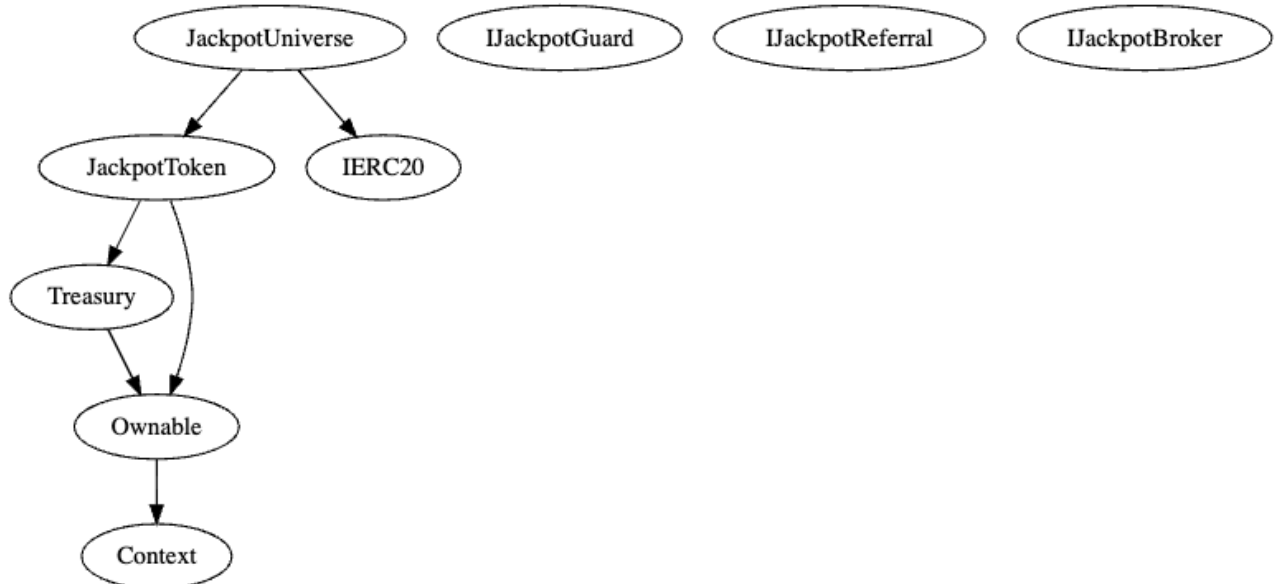 JackpotUniverse
IJackpotGuard
IJackpotReferral
IJackpotBroker
JackpotToken
IERC20
Treasury
Ownable
Context